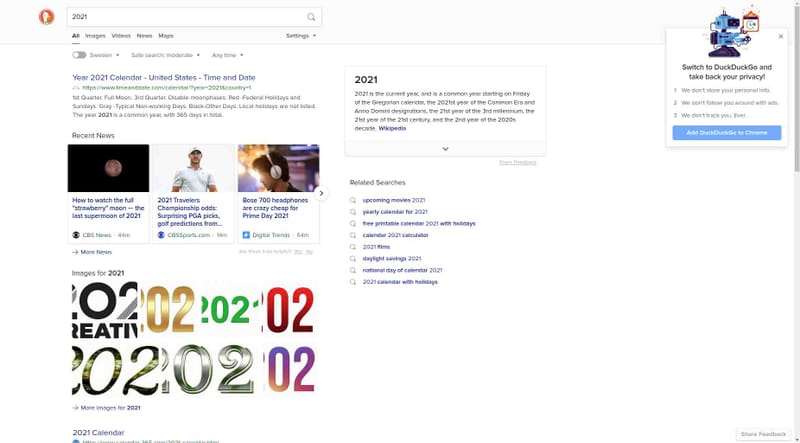 2021
All Images Videos News Maps Settings
Sweden Safe search: moderate Any time
Year 2021 Calendar - United States - Time and Date
https://www.timeanddate.com/calendar/?year=2021&country=1
1st Quarter. Full Moon. 3rd Quarter. Disable moonphases. Red -Federal Holidays and
Sundays. Gray -Typical Non-working Days. Black-Other Days. Local holidays are not listed.
The year 2021 is a common year, with 365 days in total.
Recent News
How to watch the full
"strawberry" moon — the
last supermoon of 2021
CBS News 44m
2021 Travelers
Championship odds:
Surprising PGA picks,
golf predictions from...
CBSSports.com 14m
Bose 700 headphones
are crazy cheap for
Prime Day 2021
Digital Trends 54m
More News
Are these links helpful? Yes No
Images for 2021
202
REATIV
202
2021
202
2021
2021
202
More Images for 2021
2021 Calendar
2021
2021 is the current year, and is a common year starting on Friday
of the Gregorian calendar, the 2021st year of the Common Era and
Anno Domini designations, the 21st year of the 3rd millennium, the
21st year of the 21st century, and the 2nd year of the 2020s
decade. Wikipedia
Share Feedback
Related Searches
upcoming movies 2021
yearly calendar for 2021
free printable calendar 2021 with holidays
calendar 2021 calculator
2021 films
daylight savings 2021
national day of calendar 2021
2021 calendar with holidays
Switch to DuckDuckGo and
take back your privacy!
1 We don't store your personal info.
2 We don't follow you around with ads.
3 We don't track you. Ever.
Add DuckDuckGo to Chrome
Share Feedback